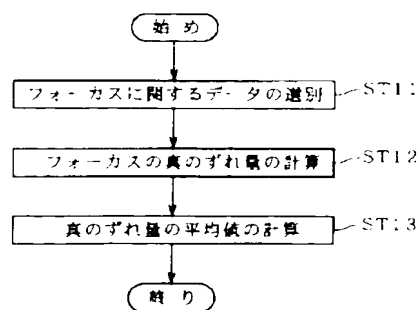 始め
フォーカスに関するデータの選別
ST11
フォーカスの真のずれ量の計算
ST12
真のずれ量の平均値の計算
ST13
終り